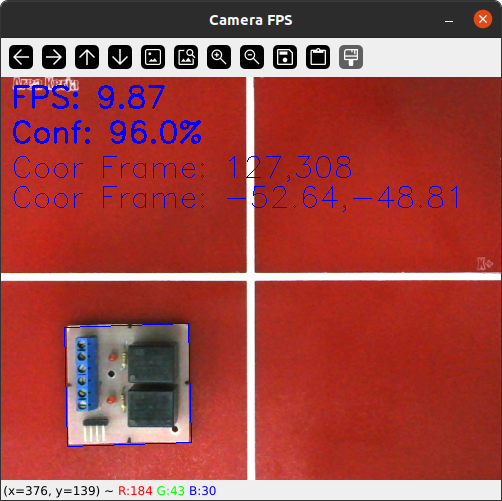 Camera FPS
FPS: 9.87
Conf: 96.0%
Coor Frame: 127,308
Coor Frame: -52.64,-48.81
K+
(x=376, y=139) ~ R:184 G:43 B:30